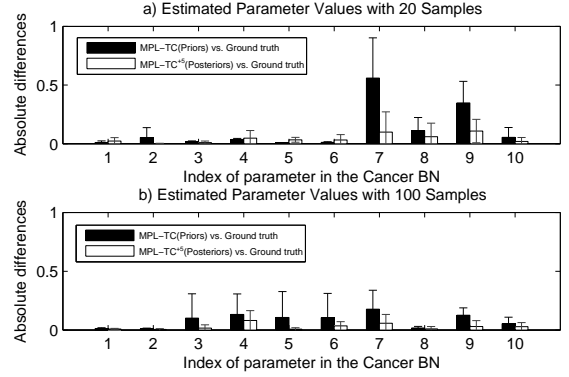 a) Estimated Parameter Values with 20 Samples
1
0.5
0
Absolute differences
MPL−TC(Priors) vs. Ground truth
MPL−TC+5(Posteriors) vs. Ground truth
1 2 3 4 5 6 7 8 9 10
Index of parameter in the Cancer BN
b) Estimated Parameter Values with 100 Samples
1
0.5
0
Absolute differences
MPL−TC(Priors) vs. Ground truth
MPL−TC+5(Posteriors) vs. Ground truth
1 2 3 4 5 6 7 8 9 10
Index of parameter in the Cancer BN